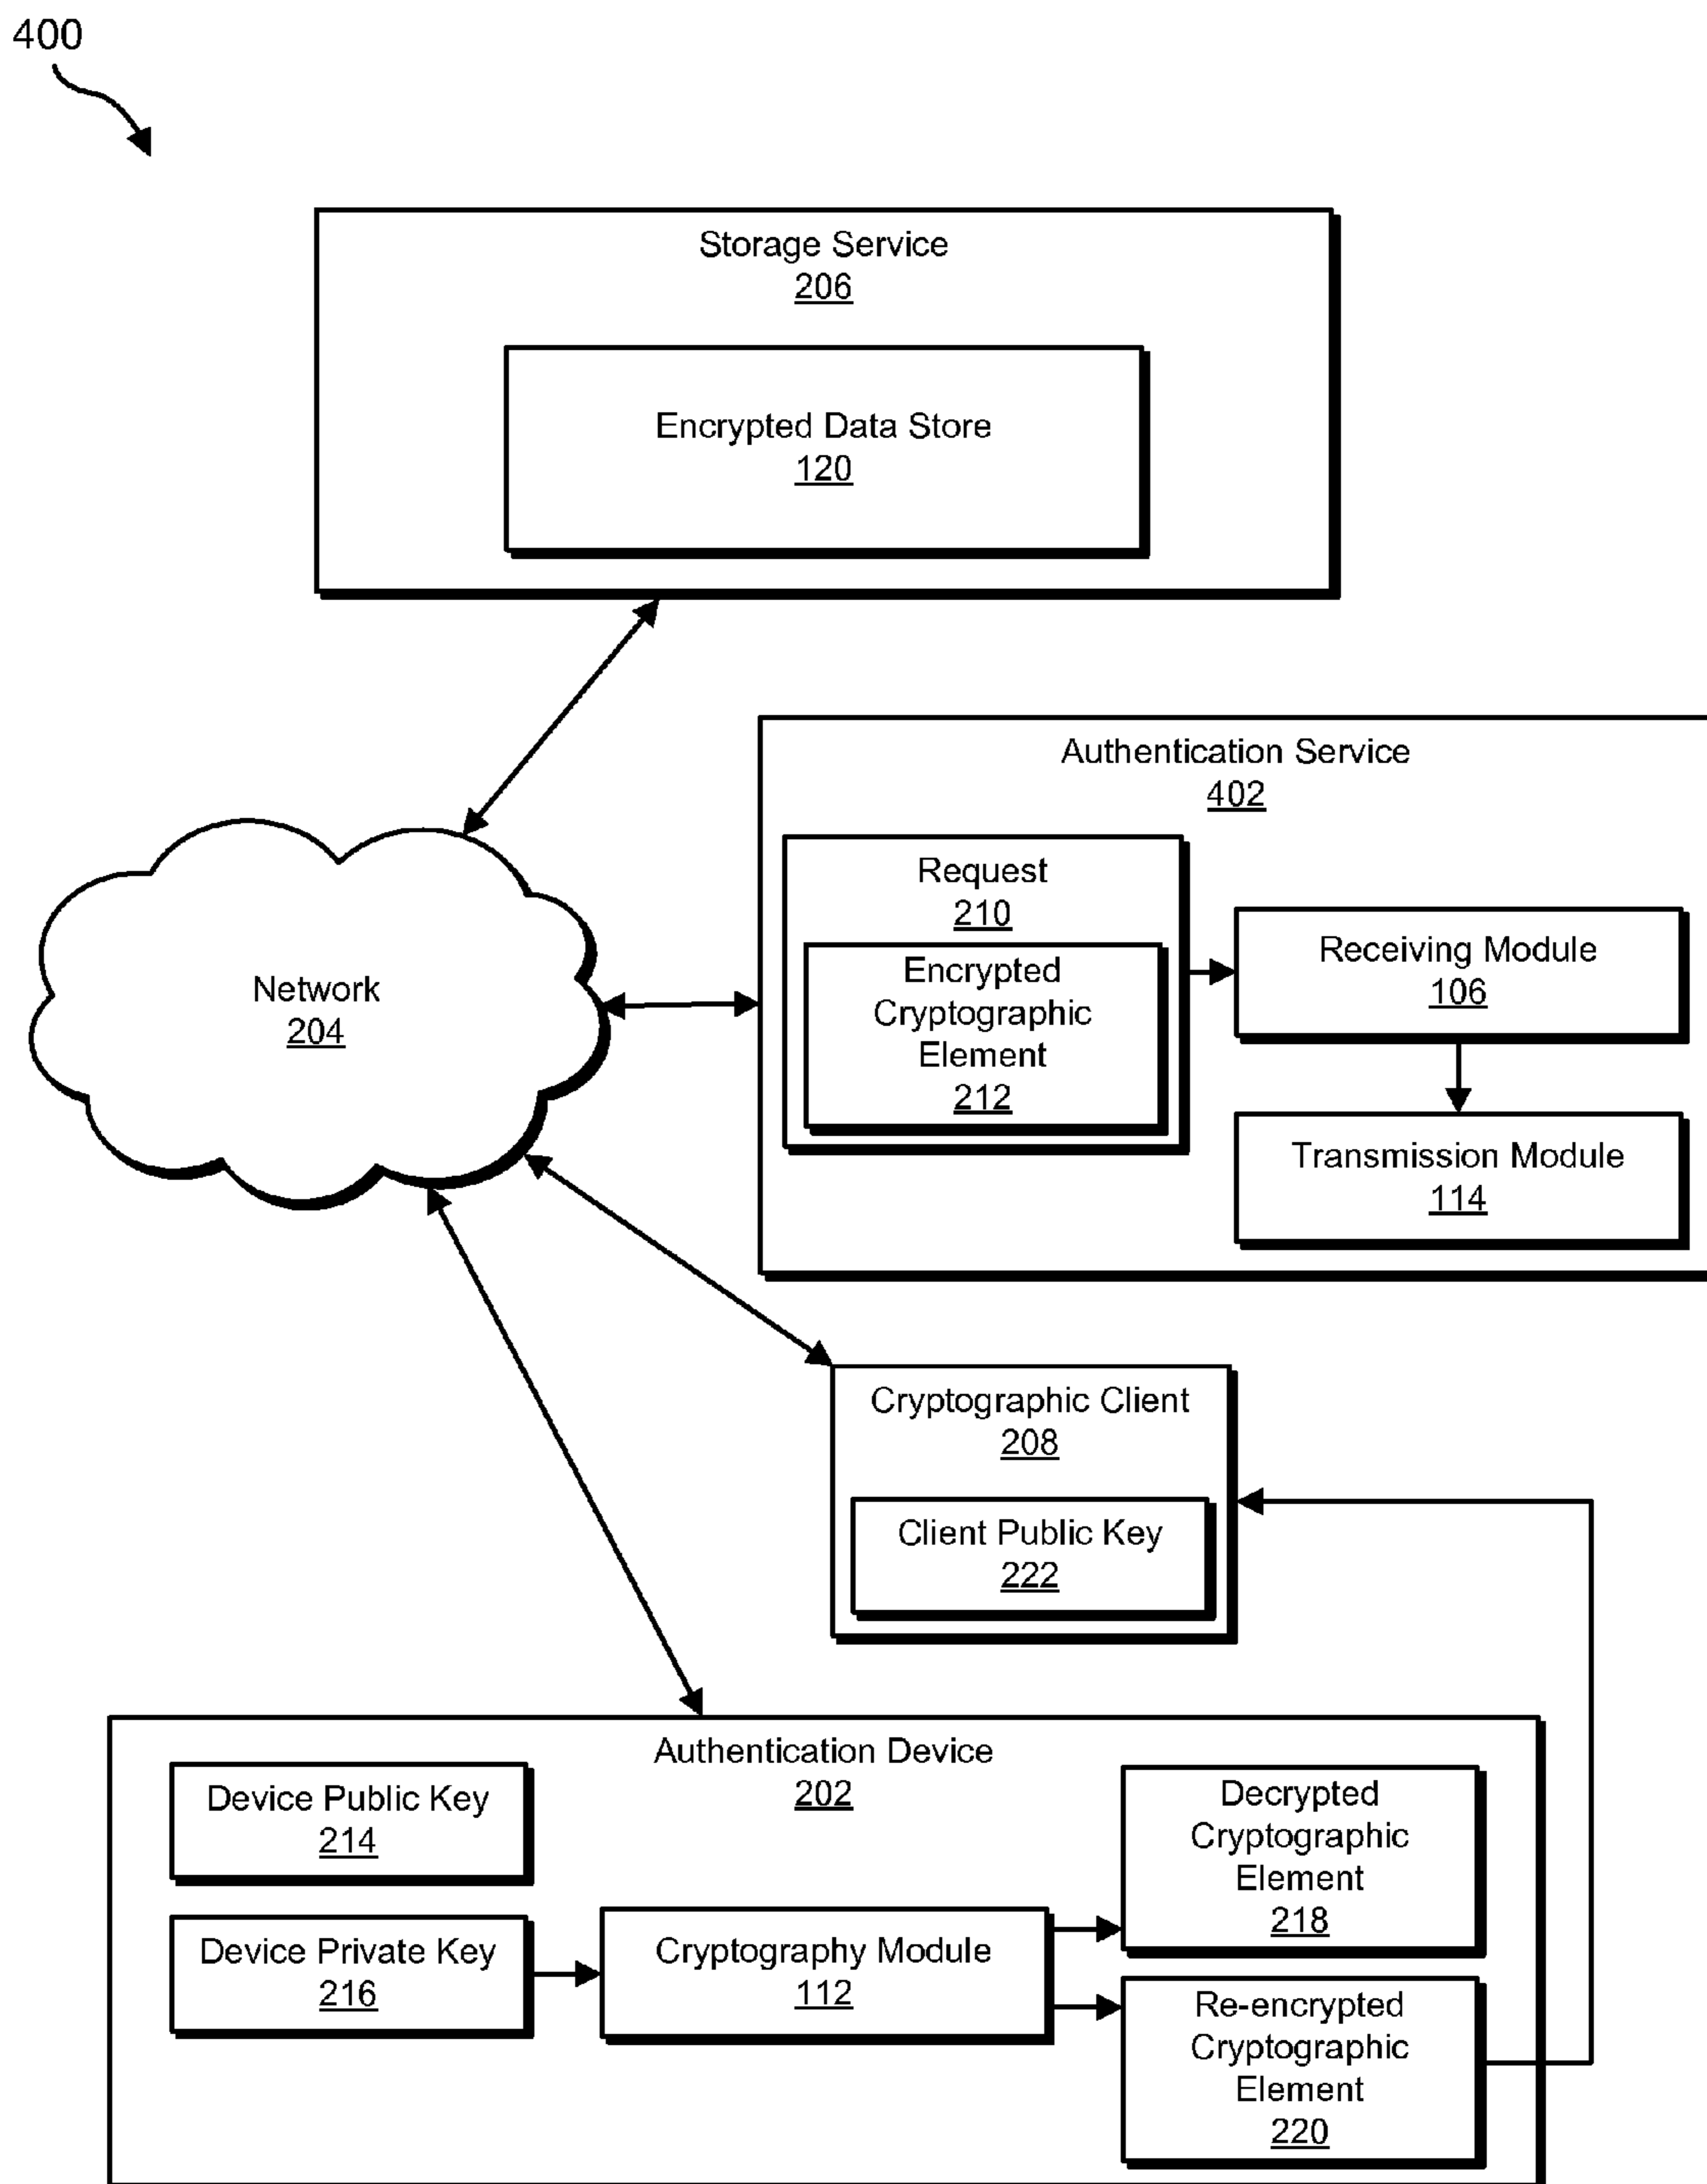 400
Storage Service
206
Encrypted Data Store
120
Authentication Service
402
Request
210
Encrypted
Cryptographic
Element
212
Receiving Module
106
Transmission Module
114
Network
204
Cryptographic Client
208
Client Public Key
222
Authentication Device
202
Device Public Key
214
Device Private Key
216
Cryptography Module
112
Decrypted
Cryptographic
Element
218
Re-encrypted
Cryptographic
Element
220